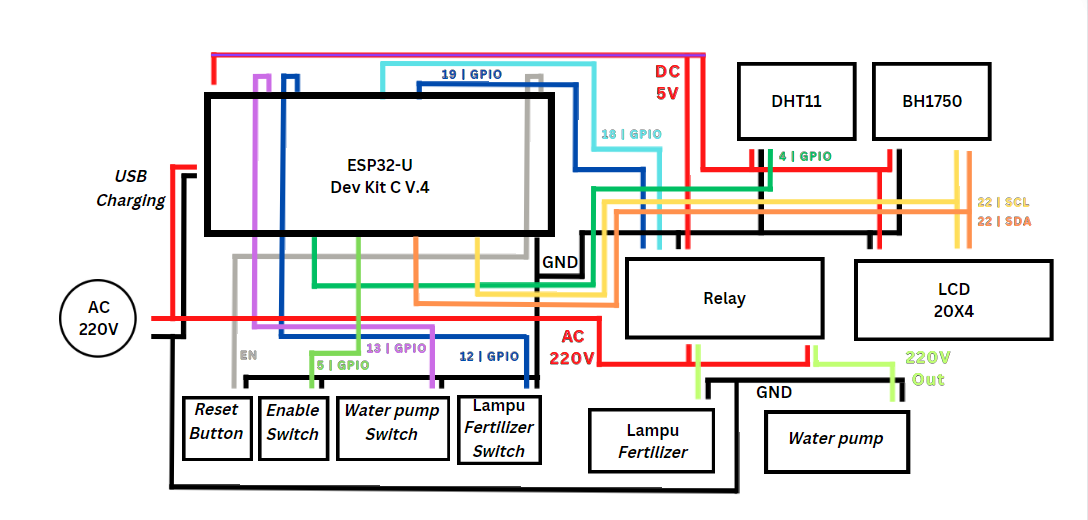 19 | GPIO
DC
5V
DHT11
BH1750
18 | GPIO
4 | GPIO
ESP32-U
Dev Kit C V.4
USB
Charging
22 | SCL
22 | SDA
GND
AC
220V
Relay
LCD
20X4
AC
220V
EN
13 | GPIO
5 | GPIO
12 | GPIO
220V
Out
GND
Reset
Button
Enable
Switch
Water pump
Switch
Lampu
Fertilizer
Switch
Lampu
Fertilizer
Water pump